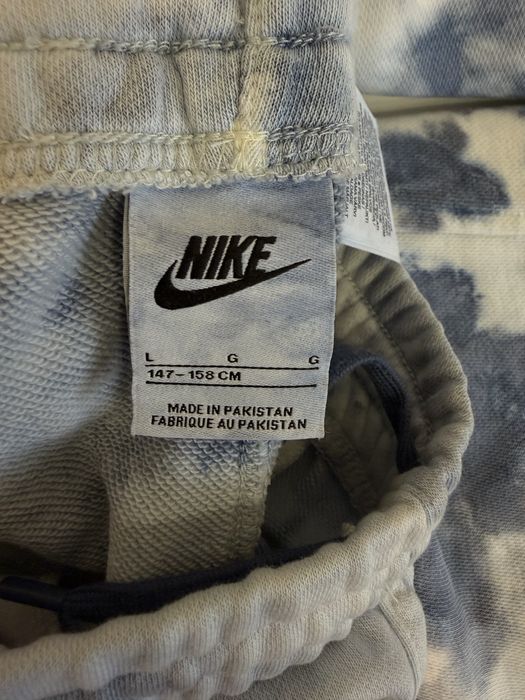 NIKE
L G G
147-158 CM
MADE IN PAKISTAN
FABRIQUE AU PAKISTAN